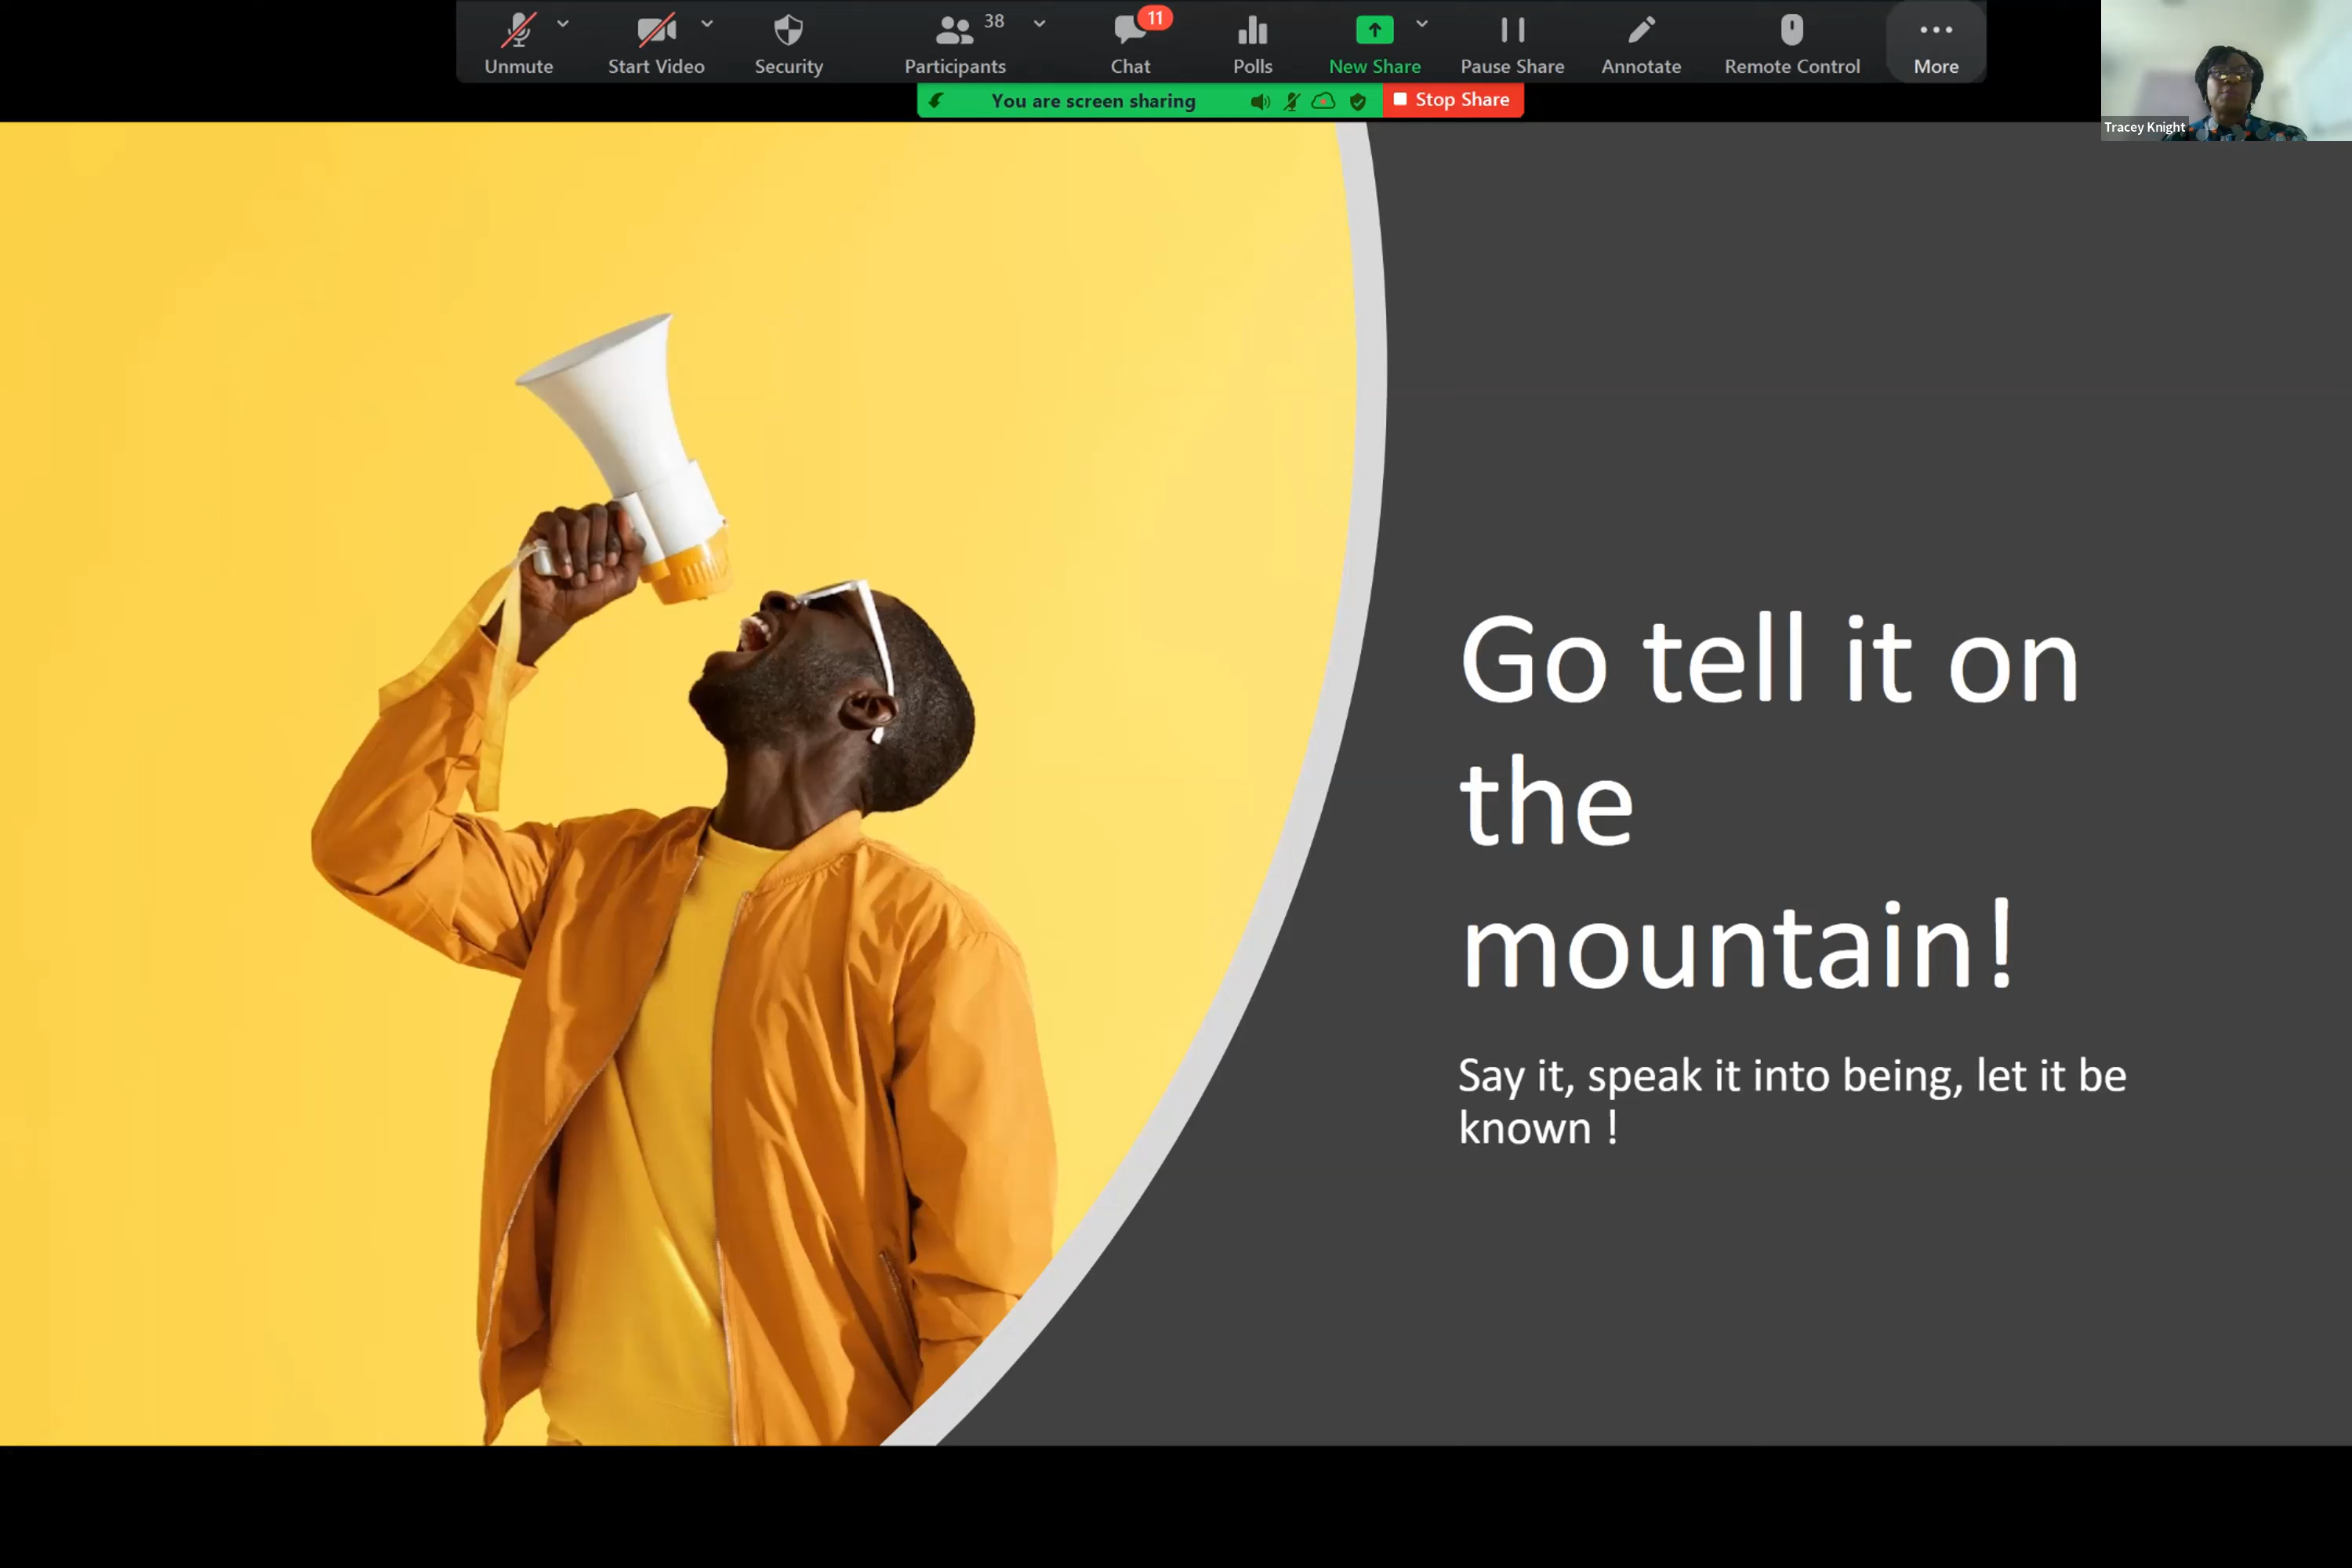 38
11
Unmute
Start Video
Security
Participants
Chat
Polls
New Share
Pause Share
Annotate
Remote Control
More
You are screen sharing
Stop Share
Tracey Knight
Go tell it on
the
mountain!
Say it, speak it into being, let it be
known !